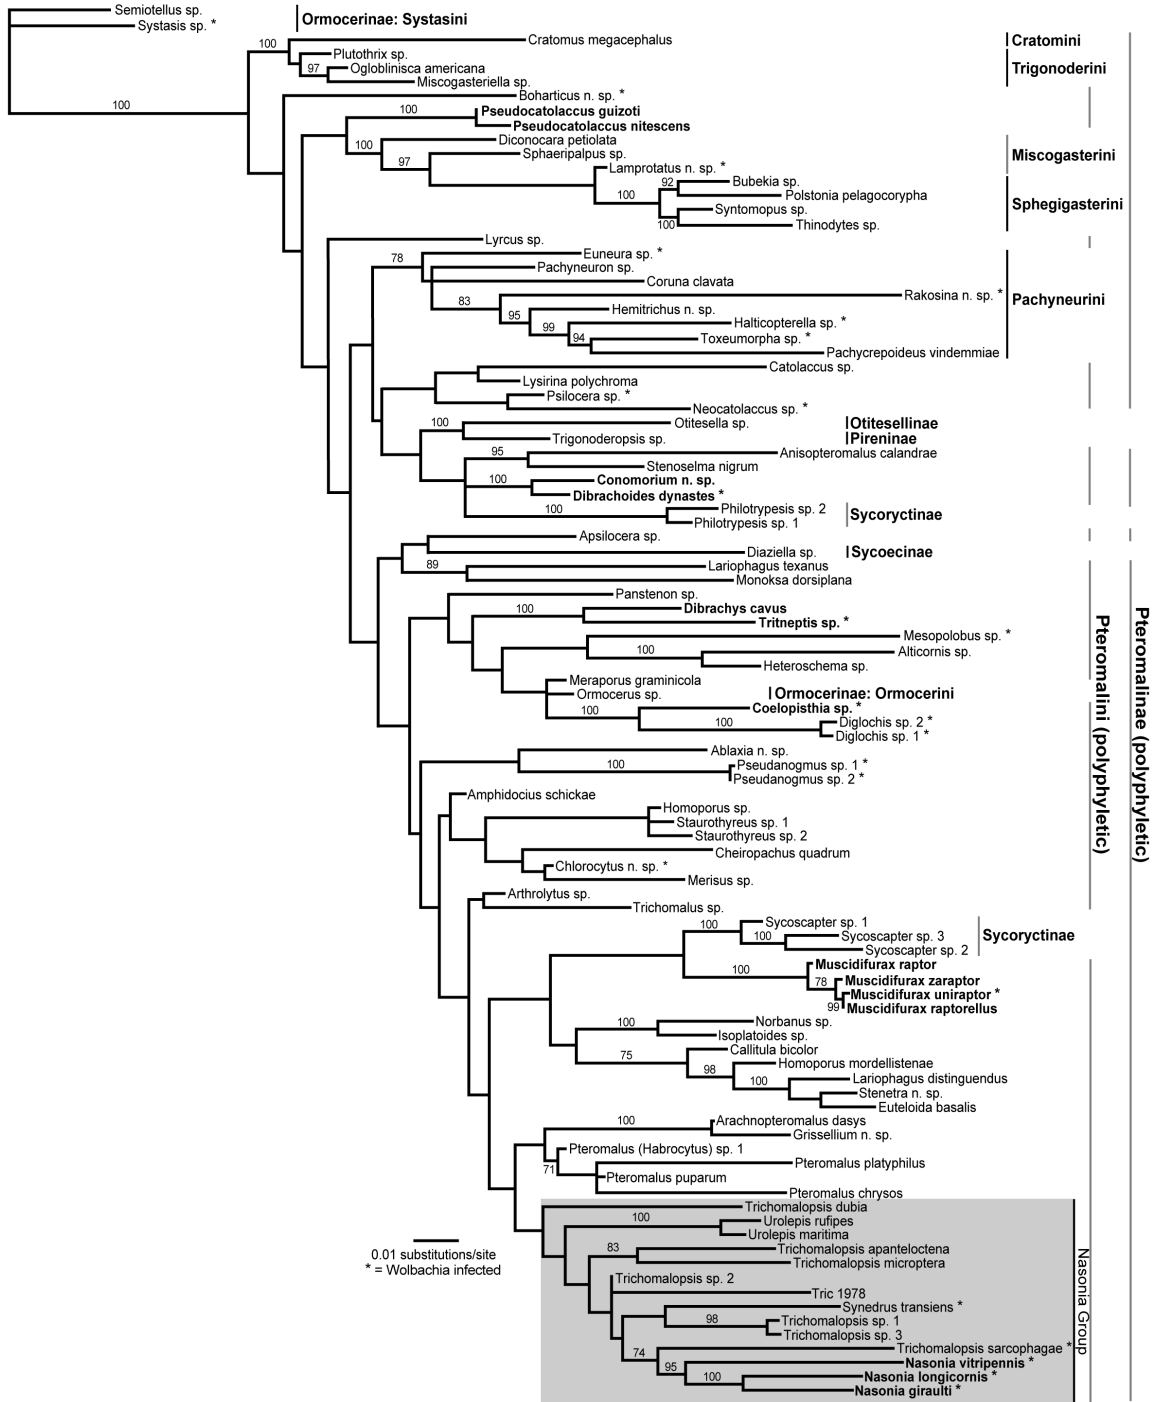 Semiotellus sp.
Systasis sp. *
Ormocerinae: Systasini
100
Cratomus megacephalus
Cratomini
Plutothrix sp.
97
Ogloblinisca americana
Miscogasteriella sp.
Trigonoderini
100
Boharticus n. sp. *
100
Pseudocatolaccus guizoti
Pseudocatolaccus nitescens
100
Diconocara petiolata
97
Sphaeripalpus sp.
Miscogasterini
Lamprotatus n. sp. *
92
Bubekia sp.
100
Polstonia pelagocorypha
Sphegigasterini
Syntomopus sp.
100
Thinodytes sp.
Lyrcus sp.
78
Euneura sp. *
Pachyneuron sp.
Coruna clavata
83
Rakosina n. sp. *
Pachyneurini
95
Hemitrichus n. sp.
99
Halticopterella sp. *
94
Toxeumorpha sp. *
Pachycrepoideus vindemmiae
Catolaccus sp.
Lysirina polychroma
Psilocera sp. *
Neocatolaccus sp. *
100
Otitesella sp.
Otitesellinae
Trigonoderopsis sp.
Pireninae
95
Anisopteromalus calandrae
Stenoselma nigrum
100
Conomorium n. sp.
Dibrachoides dynastes *
100
Philotrypesis sp. 2
Philotrypesis sp. 1
Sycoryctinae
Apsilocera sp.
Diaziella sp.
Sycoecinae
89
Lariophagus texanus
Monoksa dorsiplana
Panstenon sp.
100
Dibrachys cavus
Tritneptis sp. *
Mesopolobus sp. *
100
Alticornis sp.
Heteroschema sp.
Meraporus graminicola
Ormocerus sp.
Ormocerinae: Ormocerini
100
Coelopisthia sp. *
100
Diglochis sp. 2 *
Diglochis sp. 1 *
Pteromalini (polyphyletic)
Pteromalinae (polyphyletic)
Ablaxia n. sp.
100
Pseudanogmus sp. 1 *
Pseudanogmus sp. 2 *
Amphidocius schickae
Homoporus sp.
Staurothyreus sp. 1
Staurothyreus sp. 2
Cheiropachus quadrum
Chlorocytus n. sp. *
Merisus sp.
Arthrolytus sp.
Trichomalus sp.
100
Sycoscapter sp. 1
100
Sycoscapter sp. 3
Sycoscapter sp. 2
Sycoryctinae
100
Muscidifurax raptor
78
Muscidifurax zaraptor
Muscidifurax uniraptor *
99
Muscidifurax raptorellus
100
Norbanus sp.
Isoplatoides sp.
75
Callitula bicolor
98
Homoporus mordellistenae
100
Lariophagus distinguendus
Stenetra n. sp.
Euteloida basalis
100
Arachnopteromalus dasys
Grissellium n. sp.
Pteromalus (Habrocytus) sp. 1
71
Pteromalus platyphilus
Pteromalus puparum
Pteromalus chrysos
Trichomalopsis dubia
100
Urolepis rufipes
Urolepis maritima
83
Trichomalopsis apanteloctena
Trichomalopsis microptera
Trichomalopsis sp. 2
Tric 1978
Synedrus transiens *
98
Trichomalopsis sp. 1
Trichomalopsis sp. 3
74
Trichomalopsis sarcophagae *
95
Nasonia vitripennis *
100
Nasonia longicornis *
Nasonia giraulti *
Nasonia Group
0.01 substitutions/site
* = Wolbachia infected